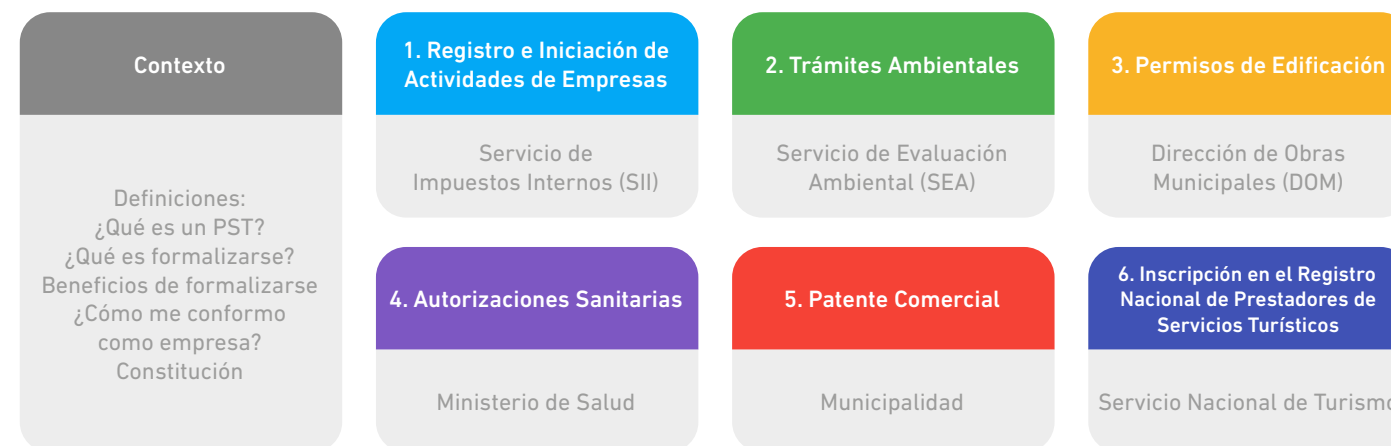 Contexto
Definiciones:
¿Qué es un PST?
¿Qué es formalizarse?
Beneficios de formalizarse
¿Cómo me conformo
como empresa?
Constitución
1. Registro e Iniciación de
Actividades de Empresas
Servicio de
Impuestos Internos (SII)
2. Trámites Ambientales
Servicio de Evaluación
Ambiental (SEA)
3. Permisos de Edificación
Dirección de Obras
Municipales (DOM)
4. Autorizaciones Sanitarias
Ministerio de Salud
5. Patente Comercial
Municipalidad
6. Inscripción en el Registro
Nacional de Prestadores de
Servicios Turísticos
Servicio Nacional de Turismo